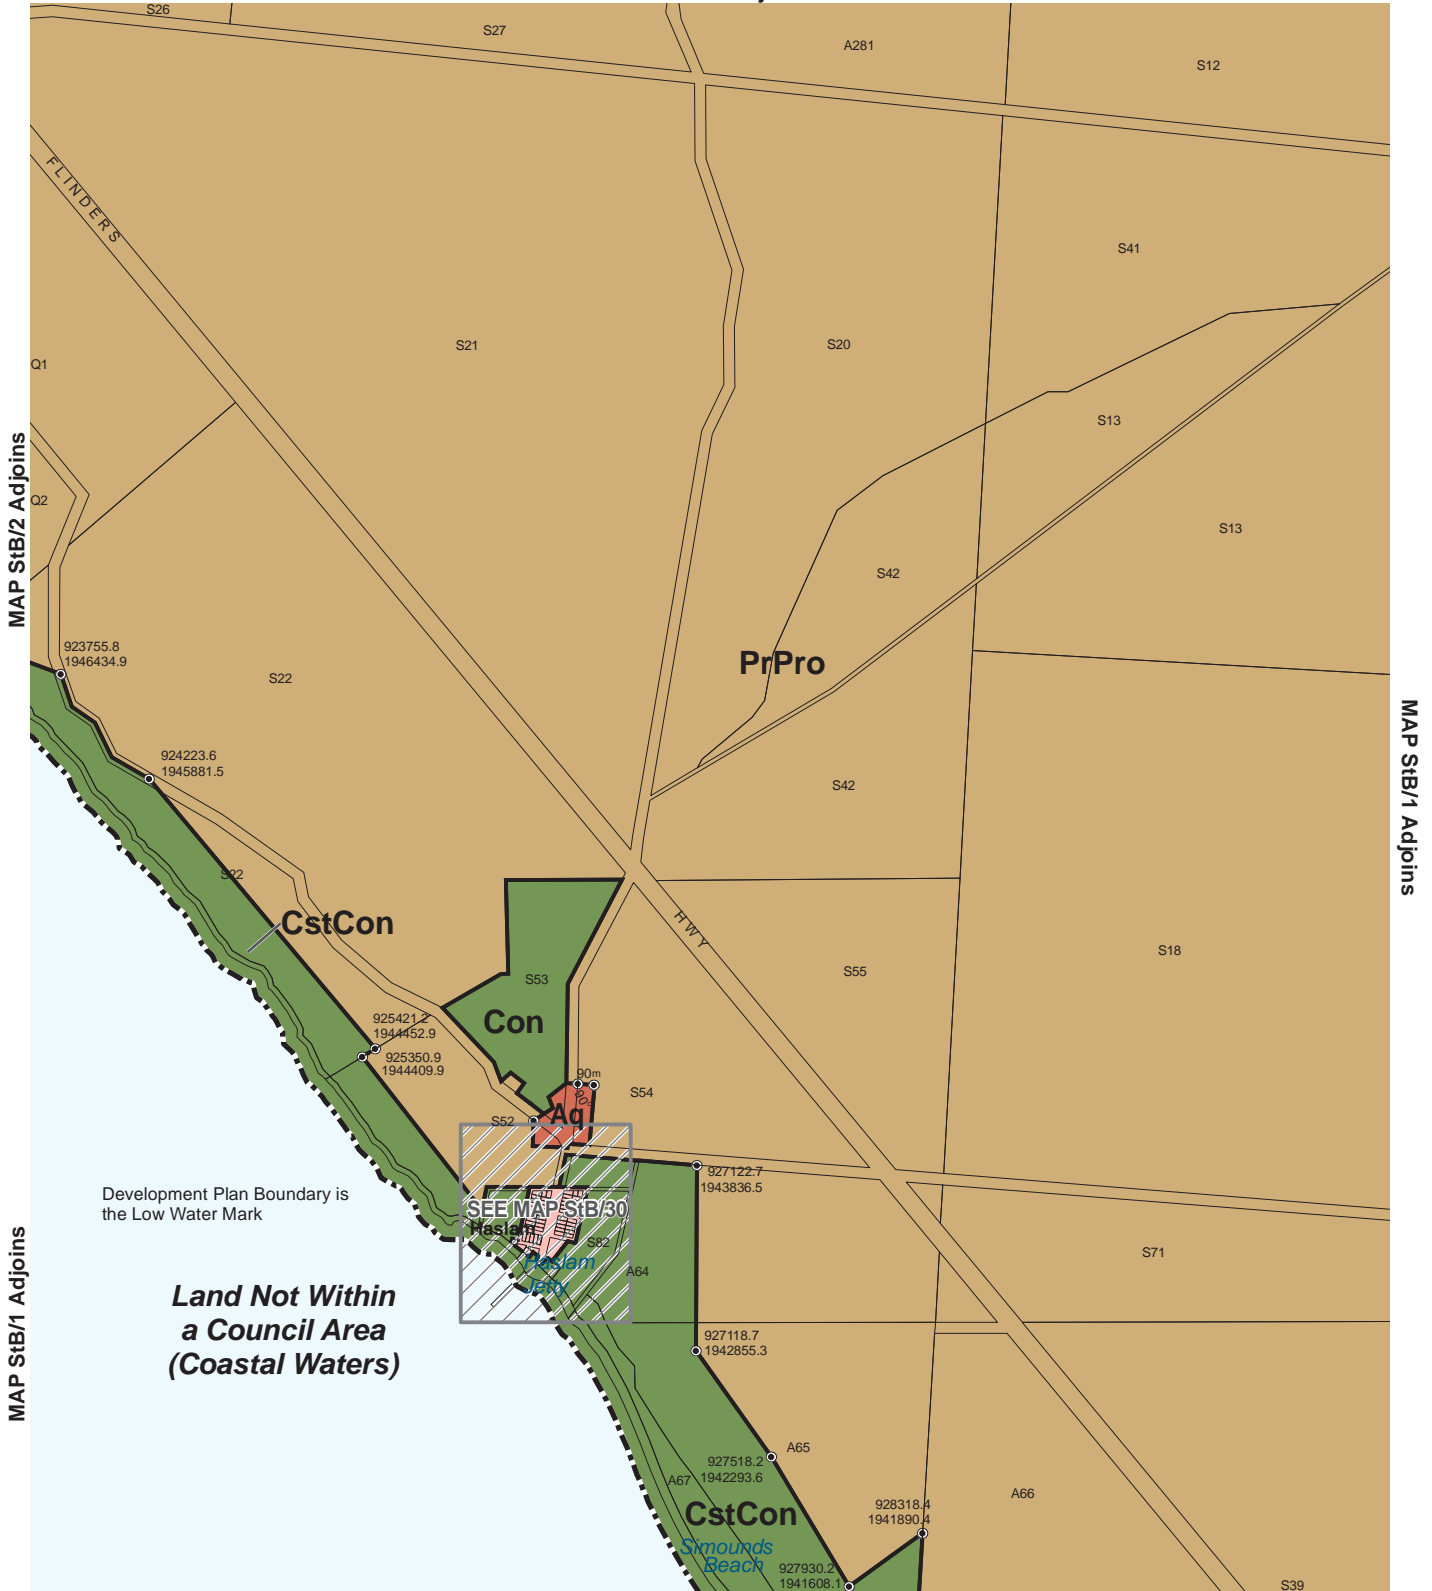 S26
S27
A281
S12
FLINDERS
S41
S21
S20
Q1
S13
MAP StB/2 Adjoins
Q2
S13
S42
923755.8
1946434.9
PrPro
S22
MAP StB/1 Adjoins
924223.6
1945881.5
S42
S22
CstCon
HWY
S18
S55
S53
Con
925421.2
1944452.9
925350.9
1944409.9
90m
90°
S54
Aq
S52
927122.7
1943836.5
Development Plan Boundary is
the Low Water Mark
SEE MAP StB/30
Haslam
S82
S71
Haslam
Jetty
A64
MAP StB/1 Adjoins
Land Not Within
a Council Area
(Coastal Waters)
927118.7
1942855.3
A65
927518.2
1942293.6
A67
A66
CstCon
928318.4
1941890.4
Simounds
Beach
927930.2
1941608.1
S39